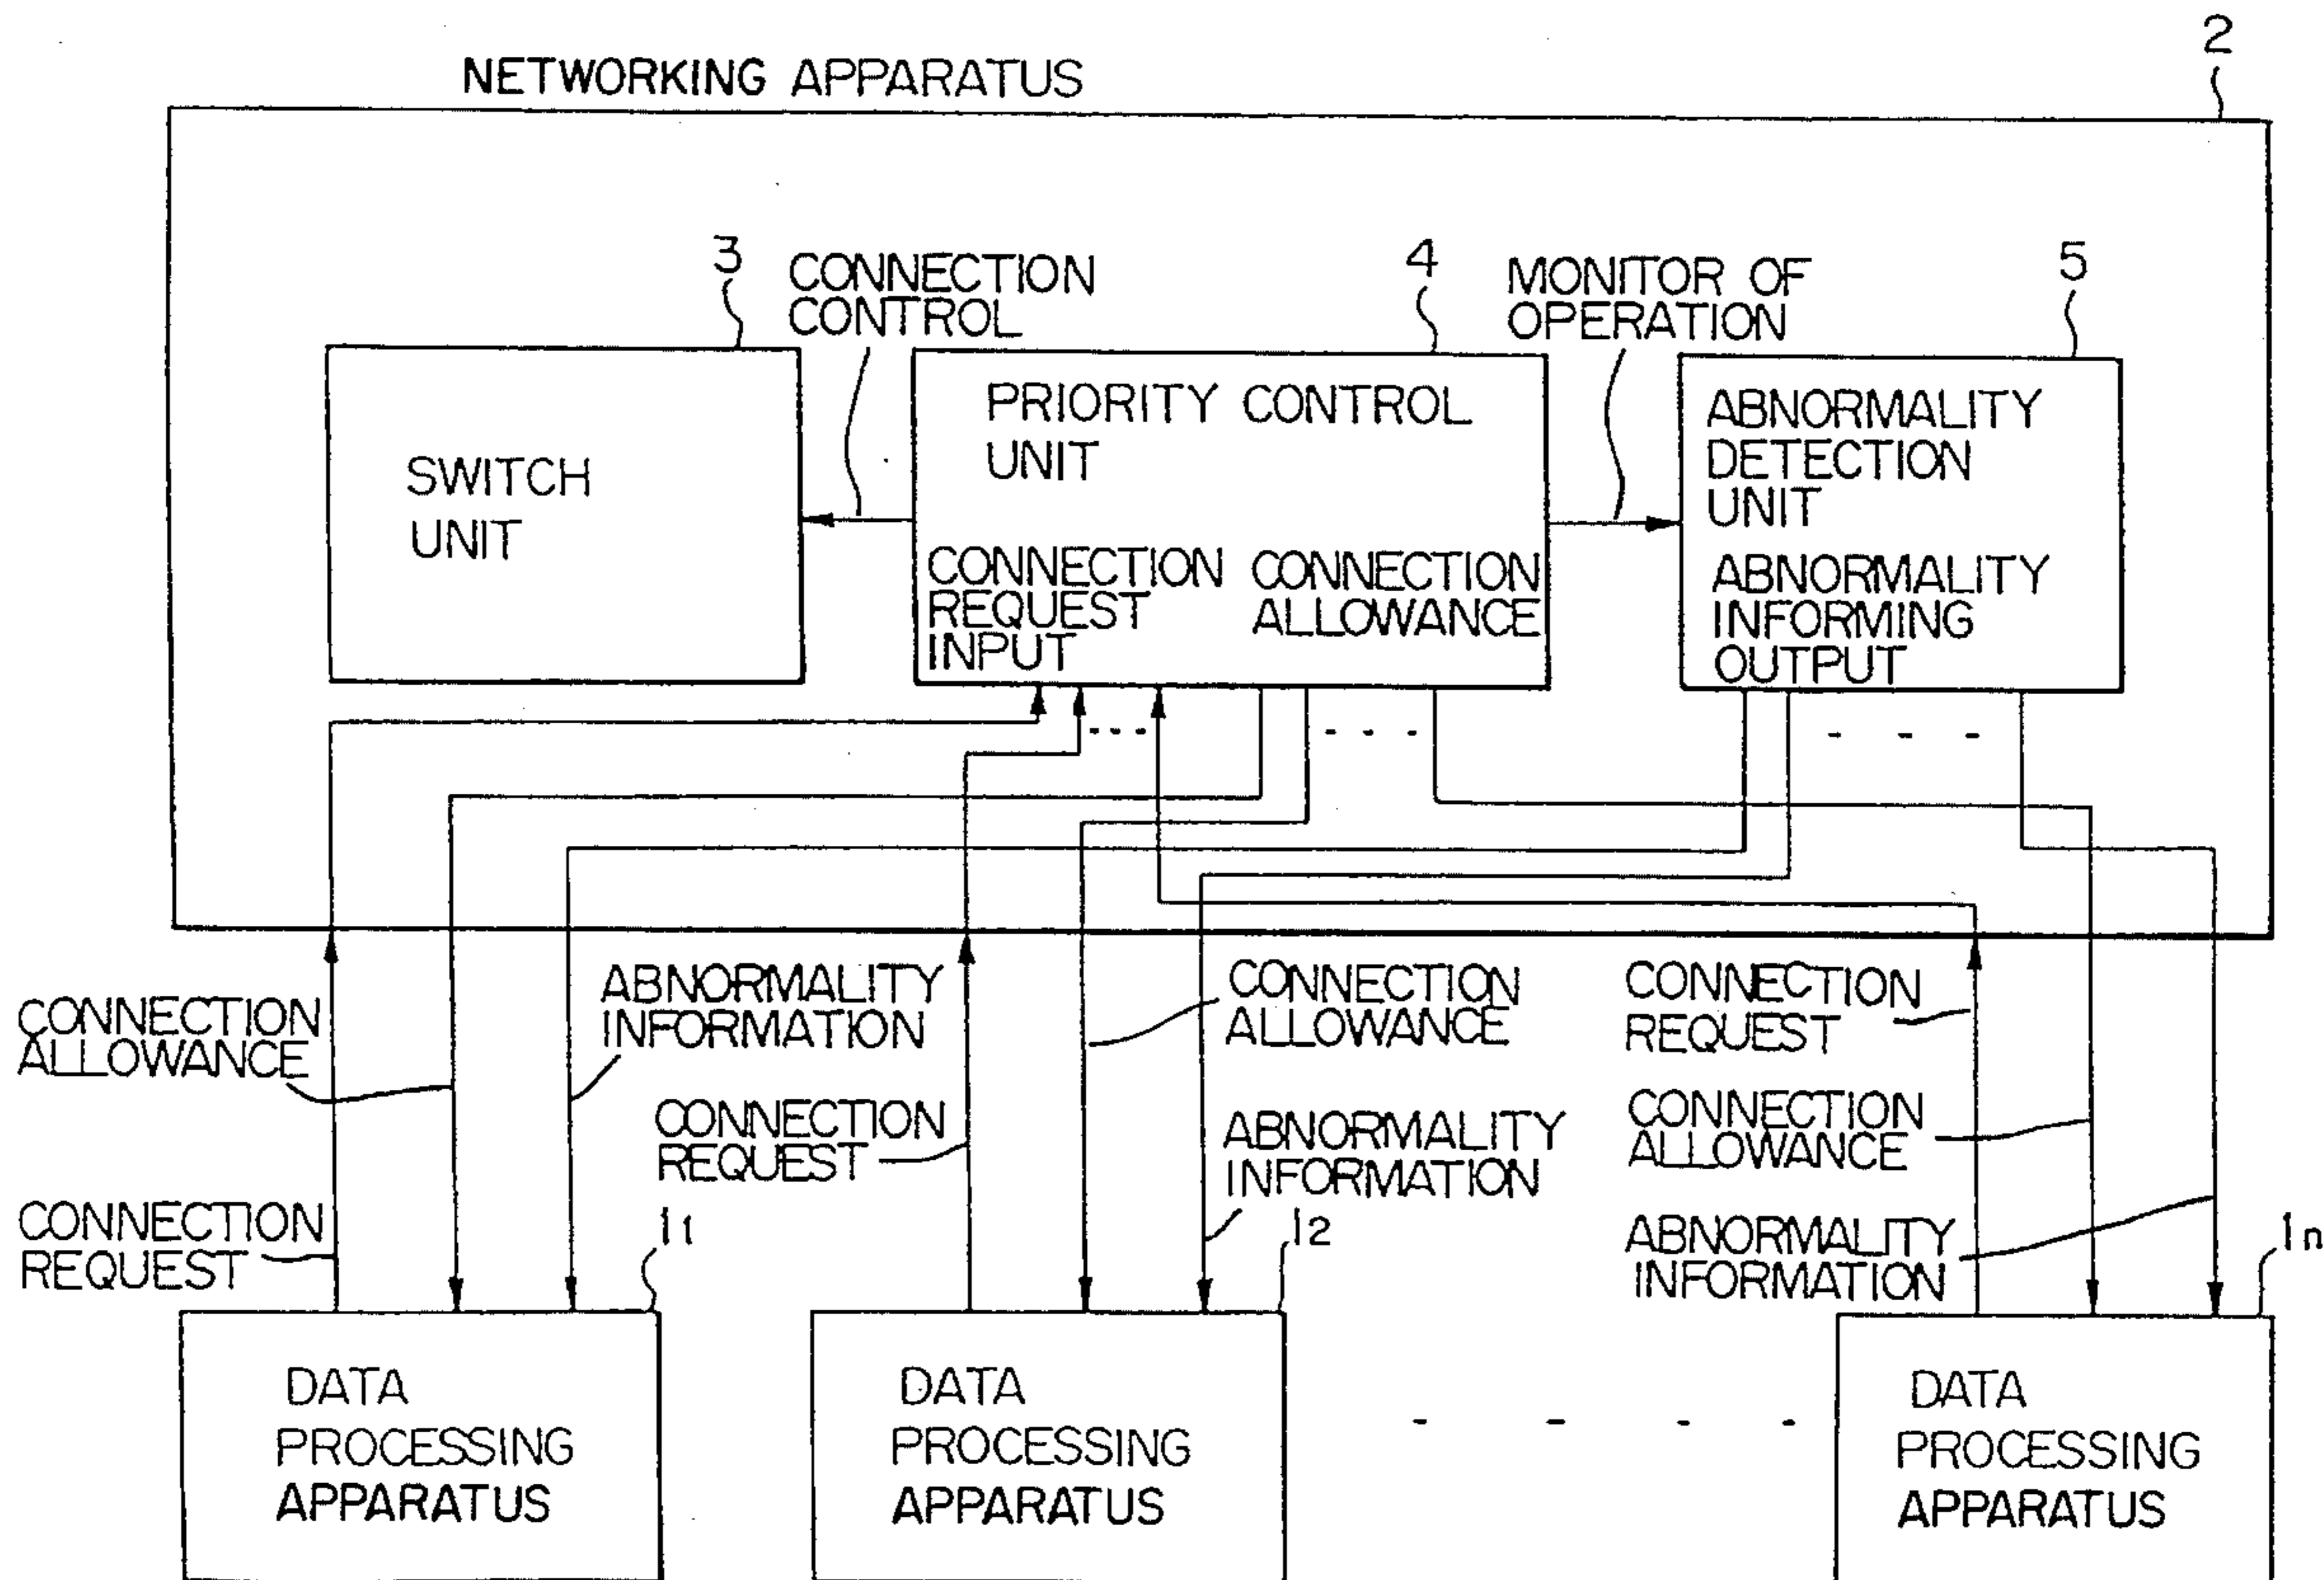 2
NETWORKING APPARATUS
3
CONNECTION
CONTROL
4
MONITOR OF
OPERATION
5
SWITCH
UNIT
PRIORITY CONTROL
UNIT
CONNECTION
REQUEST
INPUT
CONNECTION
ALLOWANCE
ABNORMALITY
DETECTION
UNIT
ABNORMALITY
INFORMING
OUTPUT
CONNECTION
ALLOWANCE
ABNORMALITY
INFORMATION
CONNECTION
REQUEST
CONNECTION
ALLOWANCE
CONNECTION
REQUEST
ABNORMALITY
INFORMATION
CONNECTION
REQUEST
CONNECTION
ALLOWANCE
ABNORMALITY
INFORMATION
11
12
1n
DATA
PROCESSING
APPARATUS
DATA
PROCESSING
APPARATUS
DATA
PROCESSING
APPARATUS